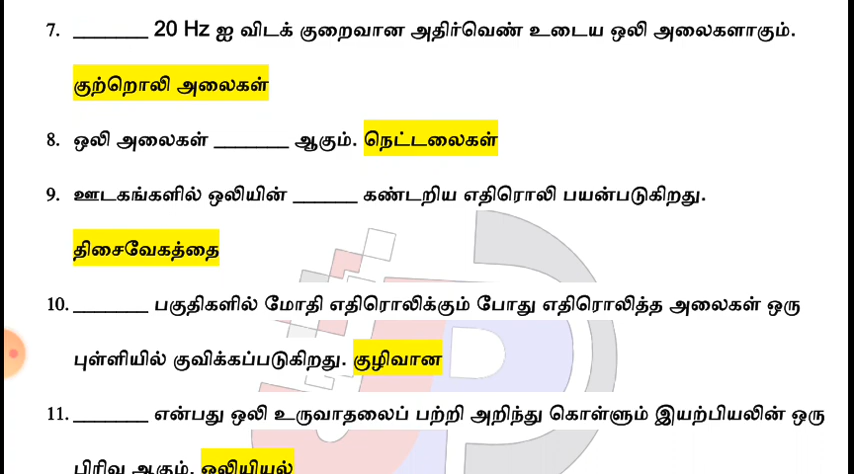 7. _______ 20 Hz ஐ விடக் குறைவான அதிர்வெண் உடைய ஒலி அலைகளாகும்.
குற்றொலி அலைகள்
8. ஒலி அலைகள் _______ ஆகும். நெட்டலைகள்
9. ஊடகங்களில் ஒலியின் ______ கண்டறிய எதிரொலி பயன்படுகிறது.
திசைவேகத்தை
10. _______ பகுதிகளில் மோதி எதிரொலிக்கும் போது எதிரொலித்த அலைகள் ஒரு
புள்ளியில் குவிக்கப்படுகிறது. குழிவான
11. _______ என்பது ஒலி உருவாதலைப் பற்றி அறிந்து கொள்ளும் இயற்பியலின் ஒரு
பிரிவு ஆகும். ஒலியியல்